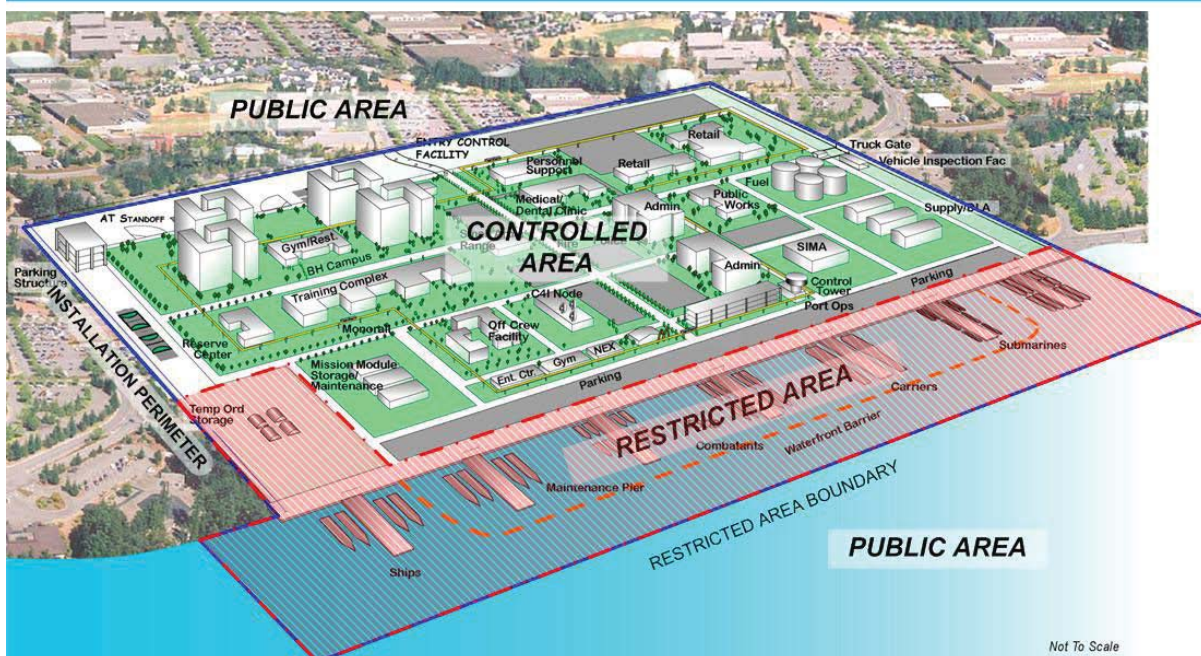 PUBLIC AREA
ENTRY CONTROL
FACILITY
Retail
Truck Gate
Vehicle Inspection Fac
Personnel
Support
Retail
Fuel
AT STANDOFF
Medical/
Dental Clinic
Admin
Public
Works
Supply/
Gym/Rest.
CONTROLLED
AREA
Range
Fire
SIMA
BH Campus
Admin
Parking
Structure
Training Complex
C4I Node
Control
Tower
Parking
Port Ops
INSTALLATION PERIMETER
Monorail
Off Crew
Facility
Reserve
Center
Submarines
NEX
Gym
Ent. Ctr.
Mission Module
Storage/
Maintenance
Parking
Carriers
Temp Ord
Storage
RESTRICTED AREA
Combatants
Waterfront Barrier
Maintenance Pier
RESTRICTED AREA BOUNDARY
PUBLIC AREA
Ships
Not To Scale